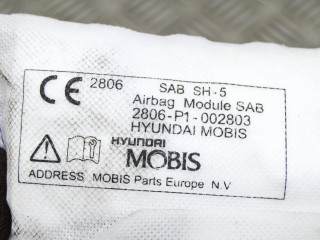 CE 2806 SAB SH-5
Airbag Module SAB
2806-P1-002803
HYUNDAI MOBIS
HYUNDAI
MOBIS
ADDRESS MOBIS Parts Europe N.V